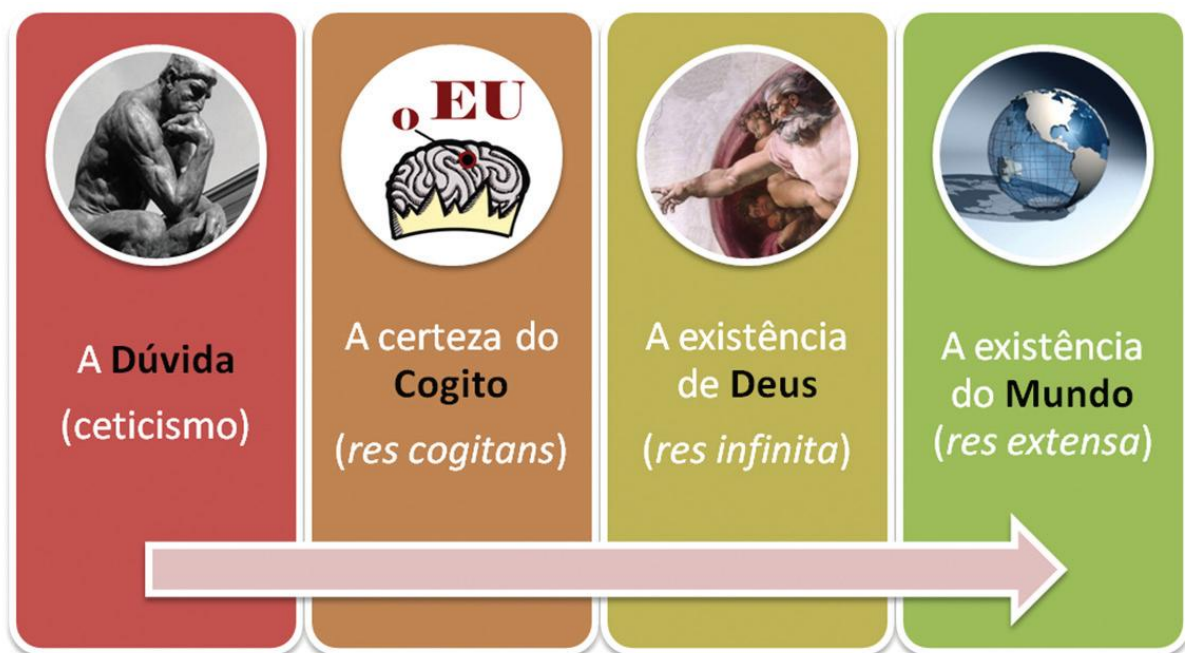 o EU
A Dúvida
(ceticismo)
A certeza do
Cogito
(res cogitans)
A existência
de Deus
(res infinita)
A existência
do Mundo
(res extensa)